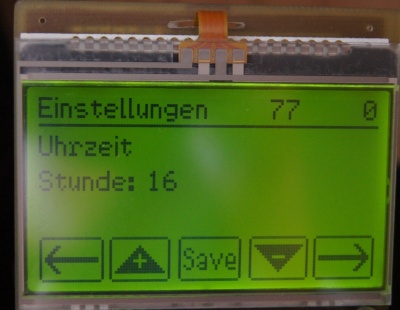 Einstellungen 77 0
Uhrzeit
Stunde: 16
+ Save -